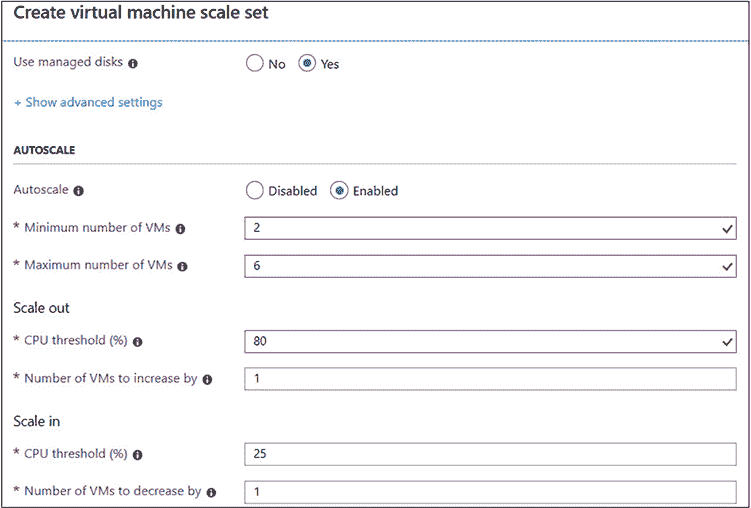 Create virtual machine scale set
Use managed disks No Yes
+ Show advanced settings
AUTOSCALE
Autoscale Disabled Enabled
* Minimum number of VMs 2
* Maximum number of VMs 6
Scale out
* CPU threshold (%) 80
* Number of VMs to increase by 1
Scale in
* CPU threshold (%) 25
* Number of VMs to decrease by 1